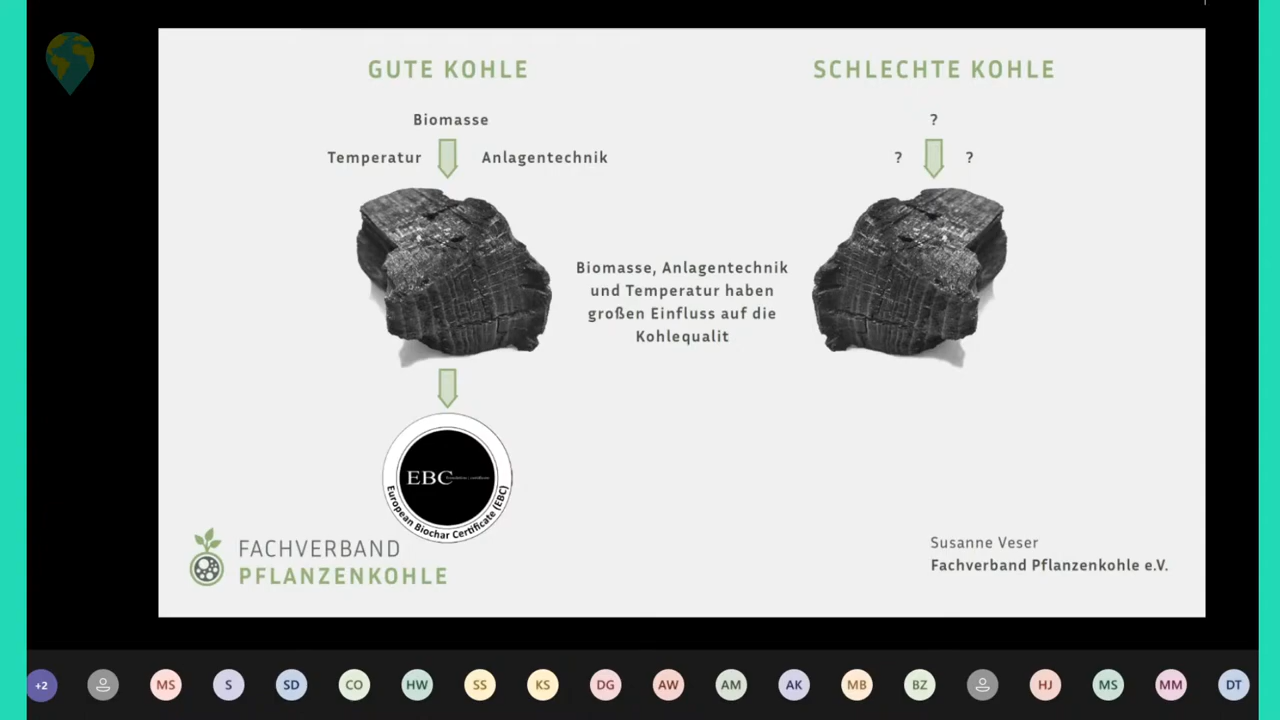 GUTE KOHLE
SCHLECHTE KOHLE
Biomasse
?
Temperatur
Anlagentechnik
?
?
Biomasse, Anlagentechnik
und Temperatur haben
großen Einfluss auf die
Kohlequalit
EBC
European Biochar Certificate (EBC)
FACHVERBAND
PFLANZENKOHLE
Susanne Veser
Fachverband Pflanzenkohle e.V.
+2
MS
S
SD
CO
HW
SS
KS
DG
AW
AM
AK
MB
BZ
HJ
MS
MM
DT